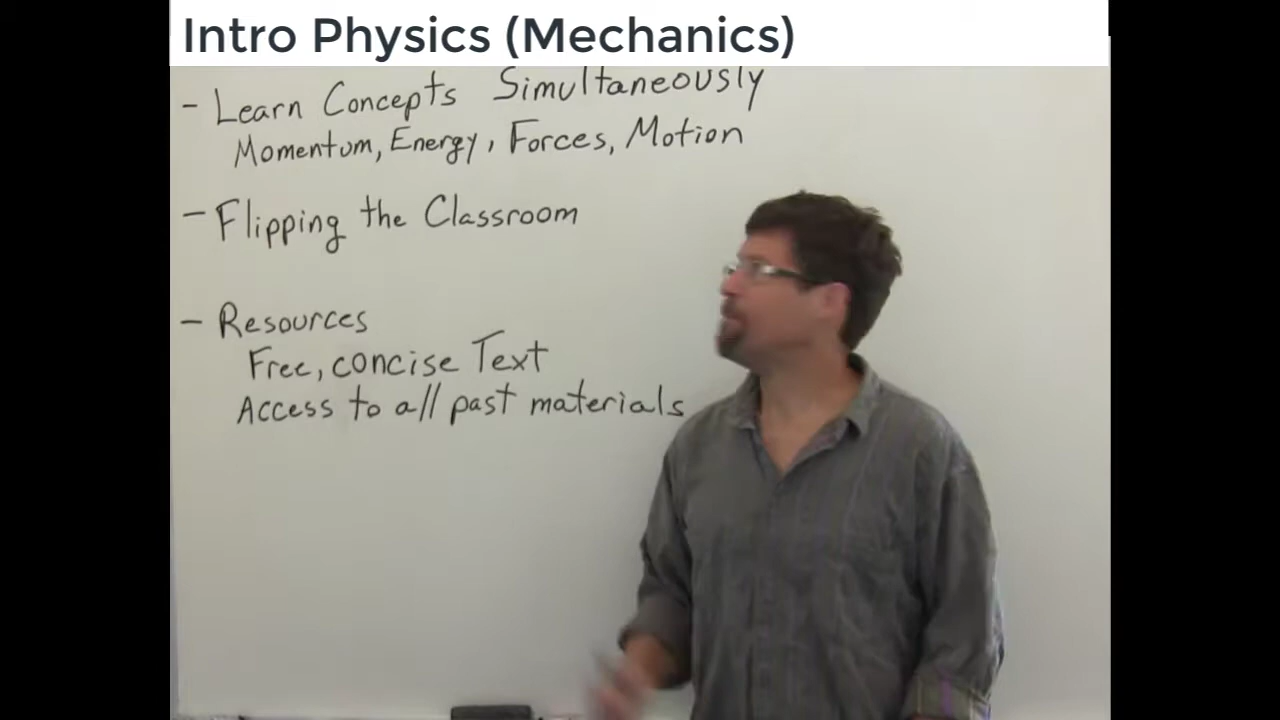 Intro Physics (Mechanics)
- Learn Concepts Simultaneously
Momentum, Energy, Forces, Motion
- Flipping the Classroom
- Resources
Free, concise Text
Access to all past materials